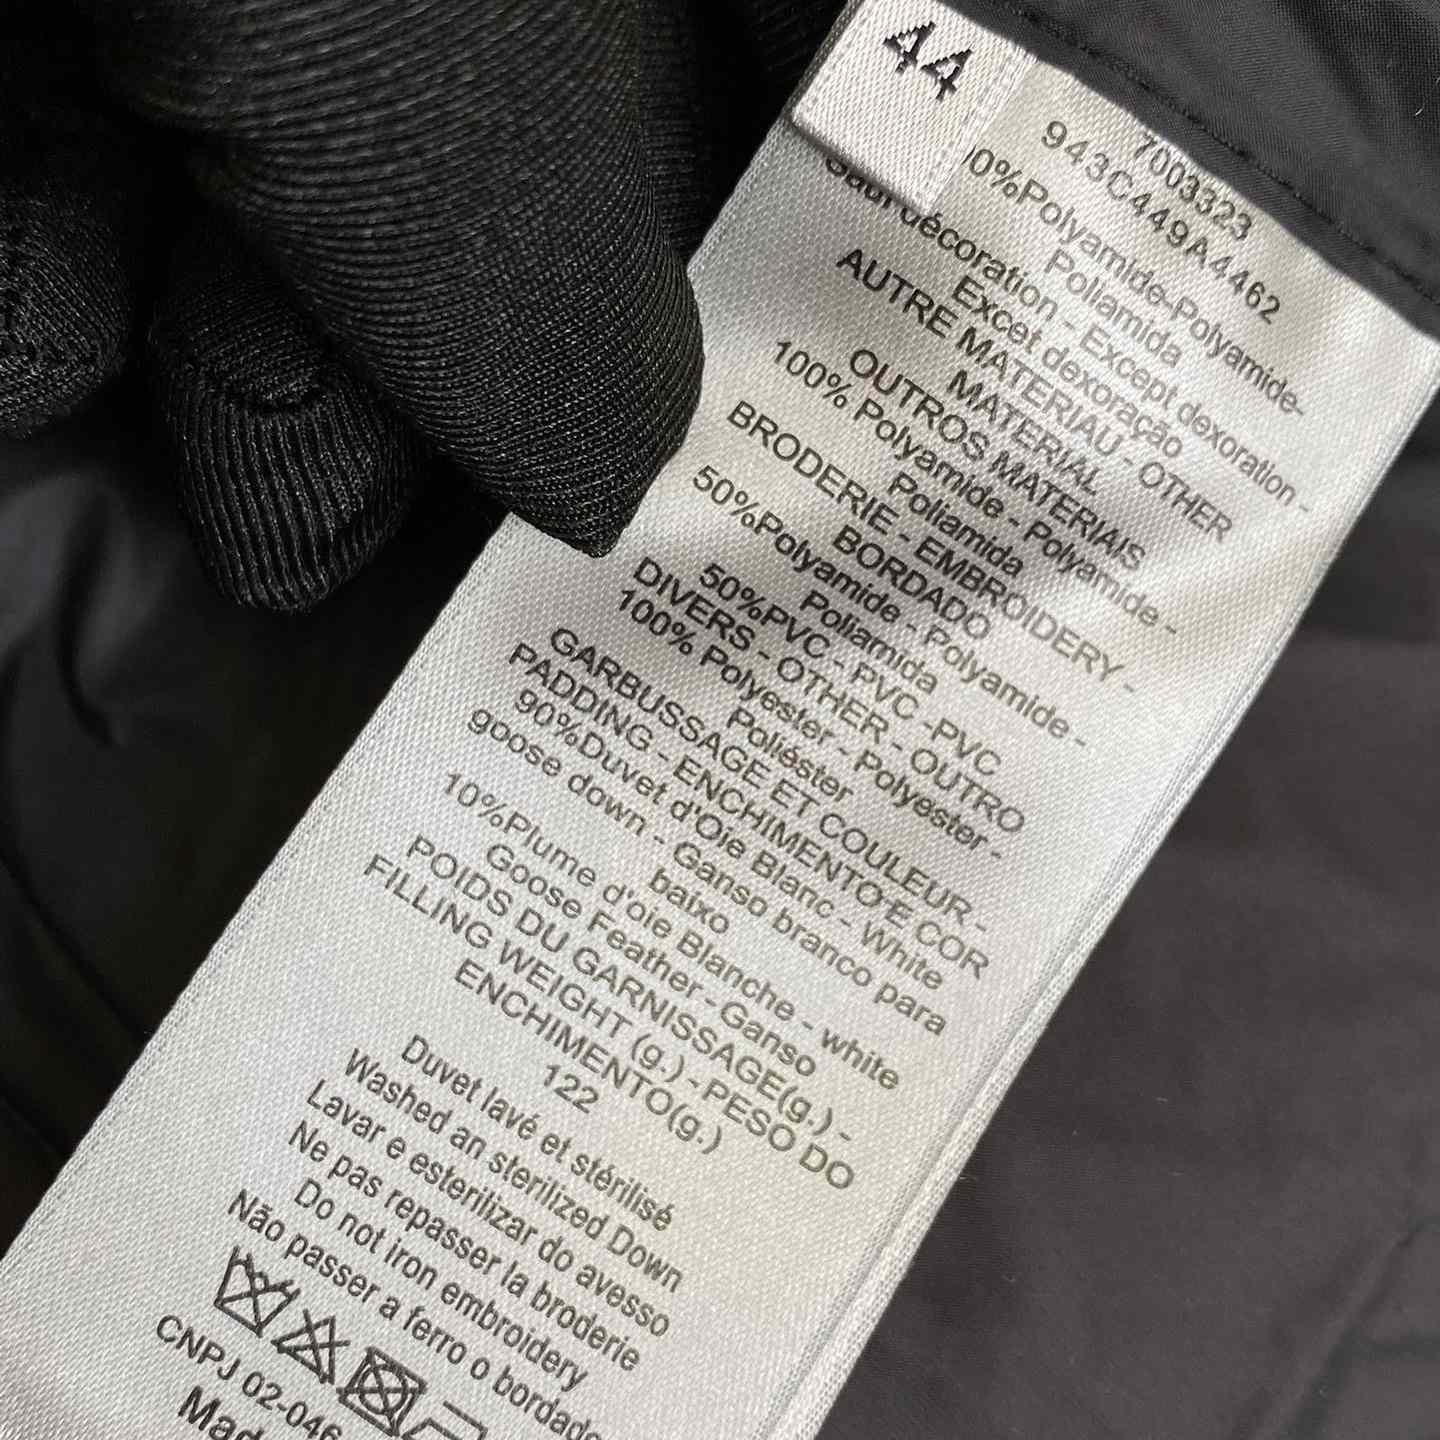 44
7003323
943C449A4462
00%Polyamide-Polyamide-
Poliamida
Sauf décoration - Except dexoration -
Excet dexoração
AUTRE MATERIAU - OTHER
MATERIAL
OUTROS MATERIAIS
100% Polyamide - Polyamide -
Poliamida
BRODERIE - EMBROIDERY -
BORDADO
50%Polyamide - Polyamide -
Poliamida
50%PVC - PVC -PVC
DIVERS - OTHER - OUTRO
100% Polyester - Polyester -
Poliéster
GARBUSSAGE ET COULEUR -
PADDING - ENCHIMENTO E COR
90%Duvet d'Oie Blanc - White
goose down - Ganso branco para
baixo
10%Plume d'oie Blanche - white
Goose Feather - Ganso
POIDS DU GARNISSAGE(g.) -
FILLING WEIGHT (g.) - PESO DO
ENCHIMENTO(g.)
122
Duvet lavé et stérilisé
Washed an sterilized Down
Lavar e esterilizar do avesso
Ne pas repasser la broderie
Do not iron embroidery
Não passer a ferro o bordado
CNPJ 02-046
Made